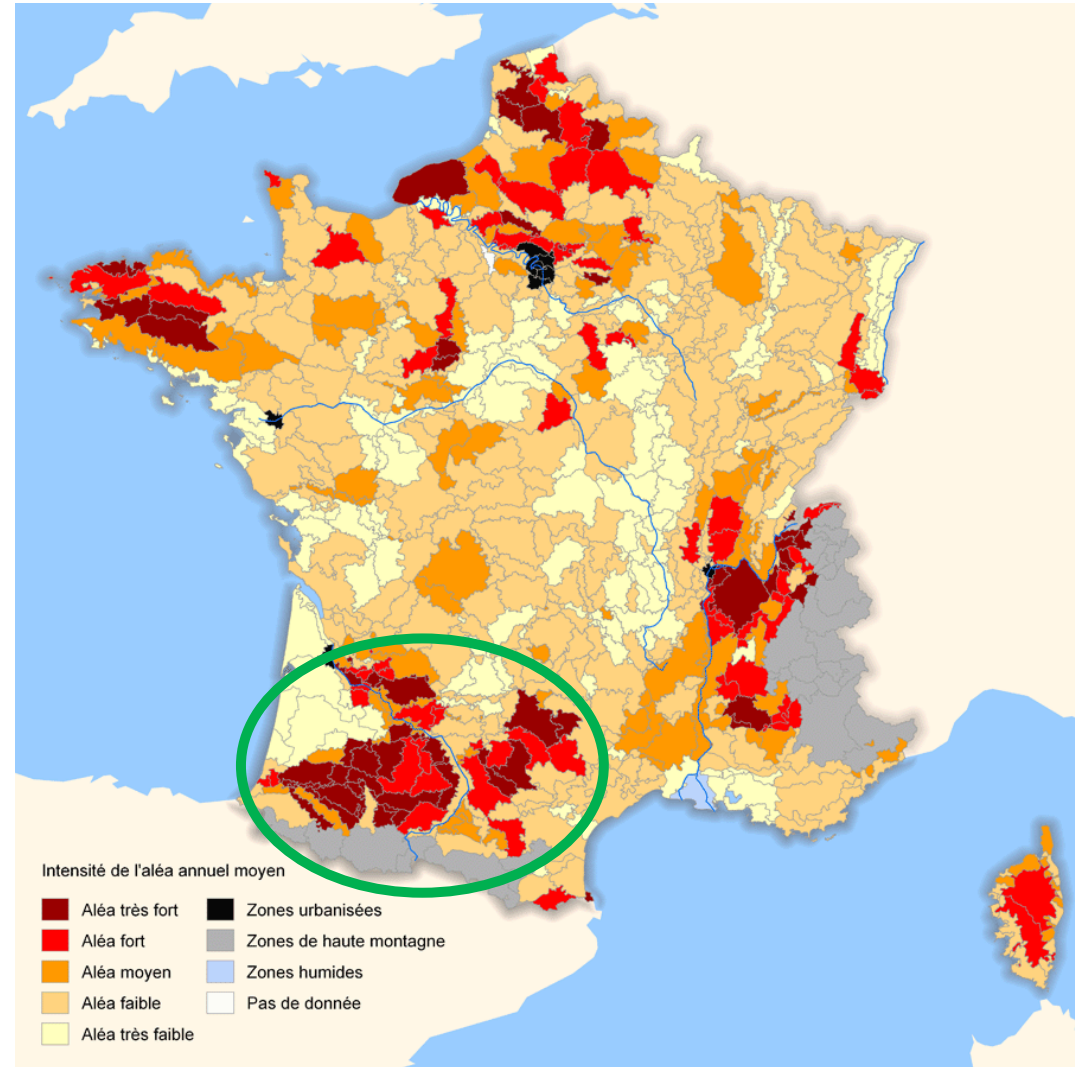 Intensité de l'aléa annuel moyen
Aléa très fort
Aléa fort
Aléa moyen
Aléa faible
Aléa très faible
Zones urbanisées
Zones de haute montagne
Zones humides
Pas de donnée